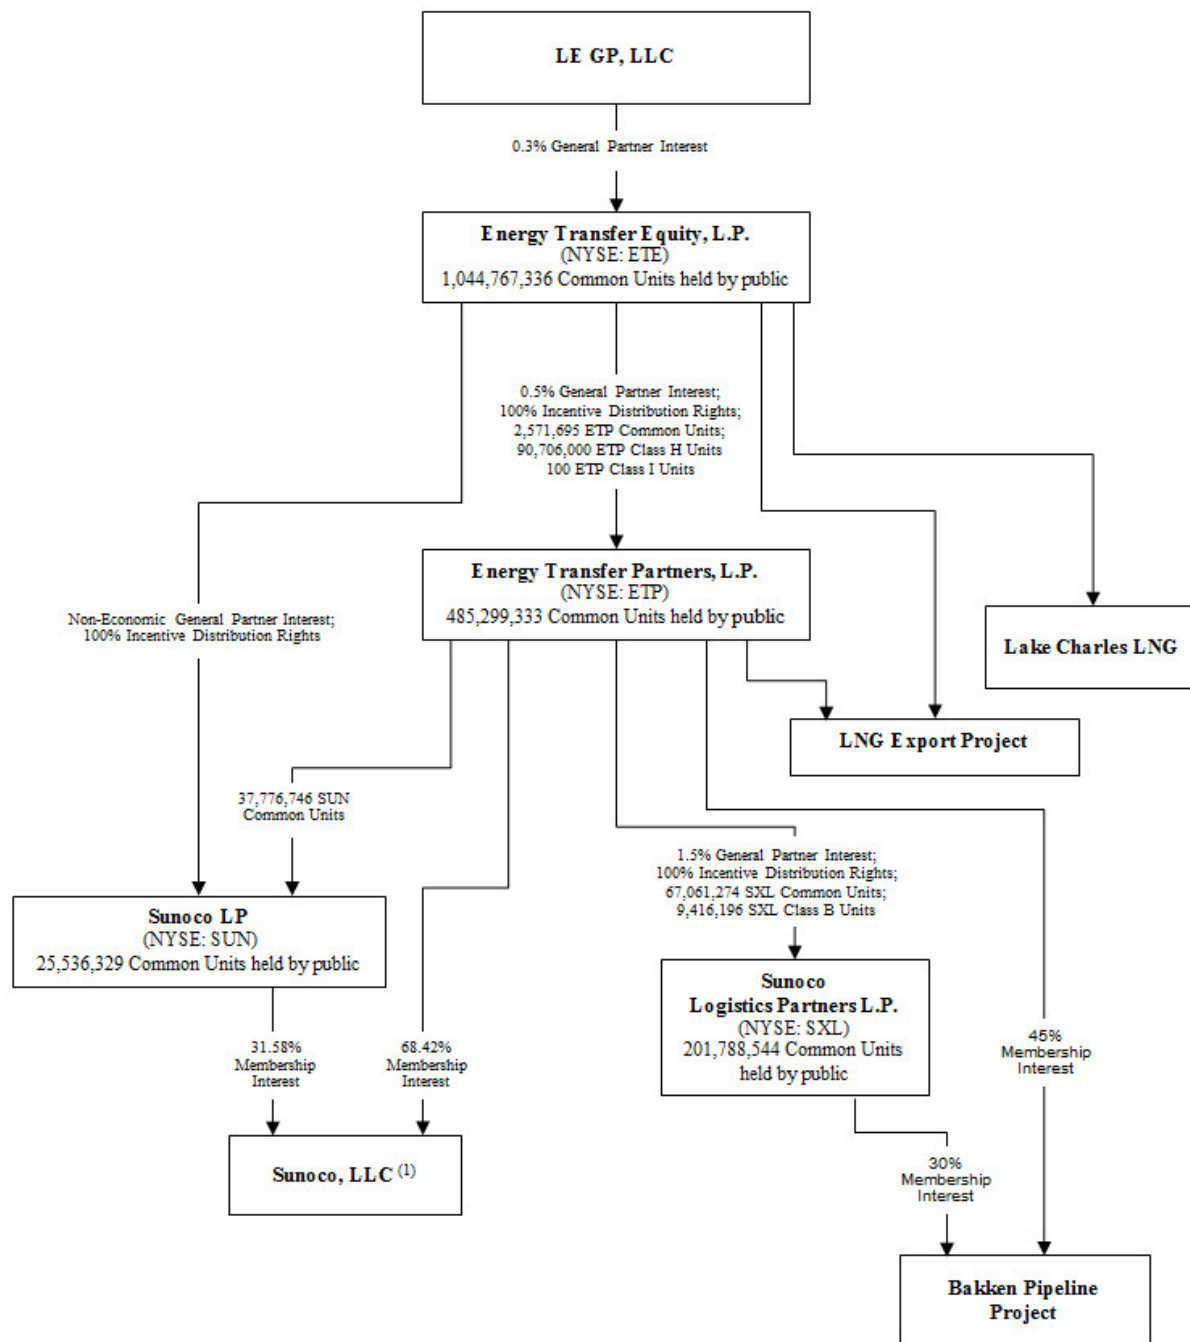 LE GP, LLC
0.3% General Partner Interest
Energy Transfer Equity, L.P.
(NYSE: ETE)
1,044,767,336 Common Units held by public
0.5% General Partner Interest;
100% Incentive Distribution Rights;
2,571,695 ETP Common Units;
90,706,000 ETP Class H Units
100 ETP Class I Units
Energy Transfer Partners, L.P.
(NYSE: ETP)
485,299,333 Common Units held by public
Non-Economic General Partner Interest;
100% Incentive Distribution Rights
Lake Charles LNG
LNG Export Project
37,776,746 SUN
Common Units
1.5% General Partner Interest;
100% Incentive Distribution Rights;
67,061,274 SXL Common Units;
9,416,196 SXL Class B Units
Sunoco LP
(NYSE: SUN)
25,536,329 Common Units held by public
Sunoco
Logistics Partners L.P.
(NYSE: SXL)
201,788,544 Common Units
held by public
31.58%
Membership
Interest
68.42%
Membership
Interest
45%
Membership
Interest
Sunoco, LLC (1)
30%
Membership
Interest
Bakken Pipeline
Project